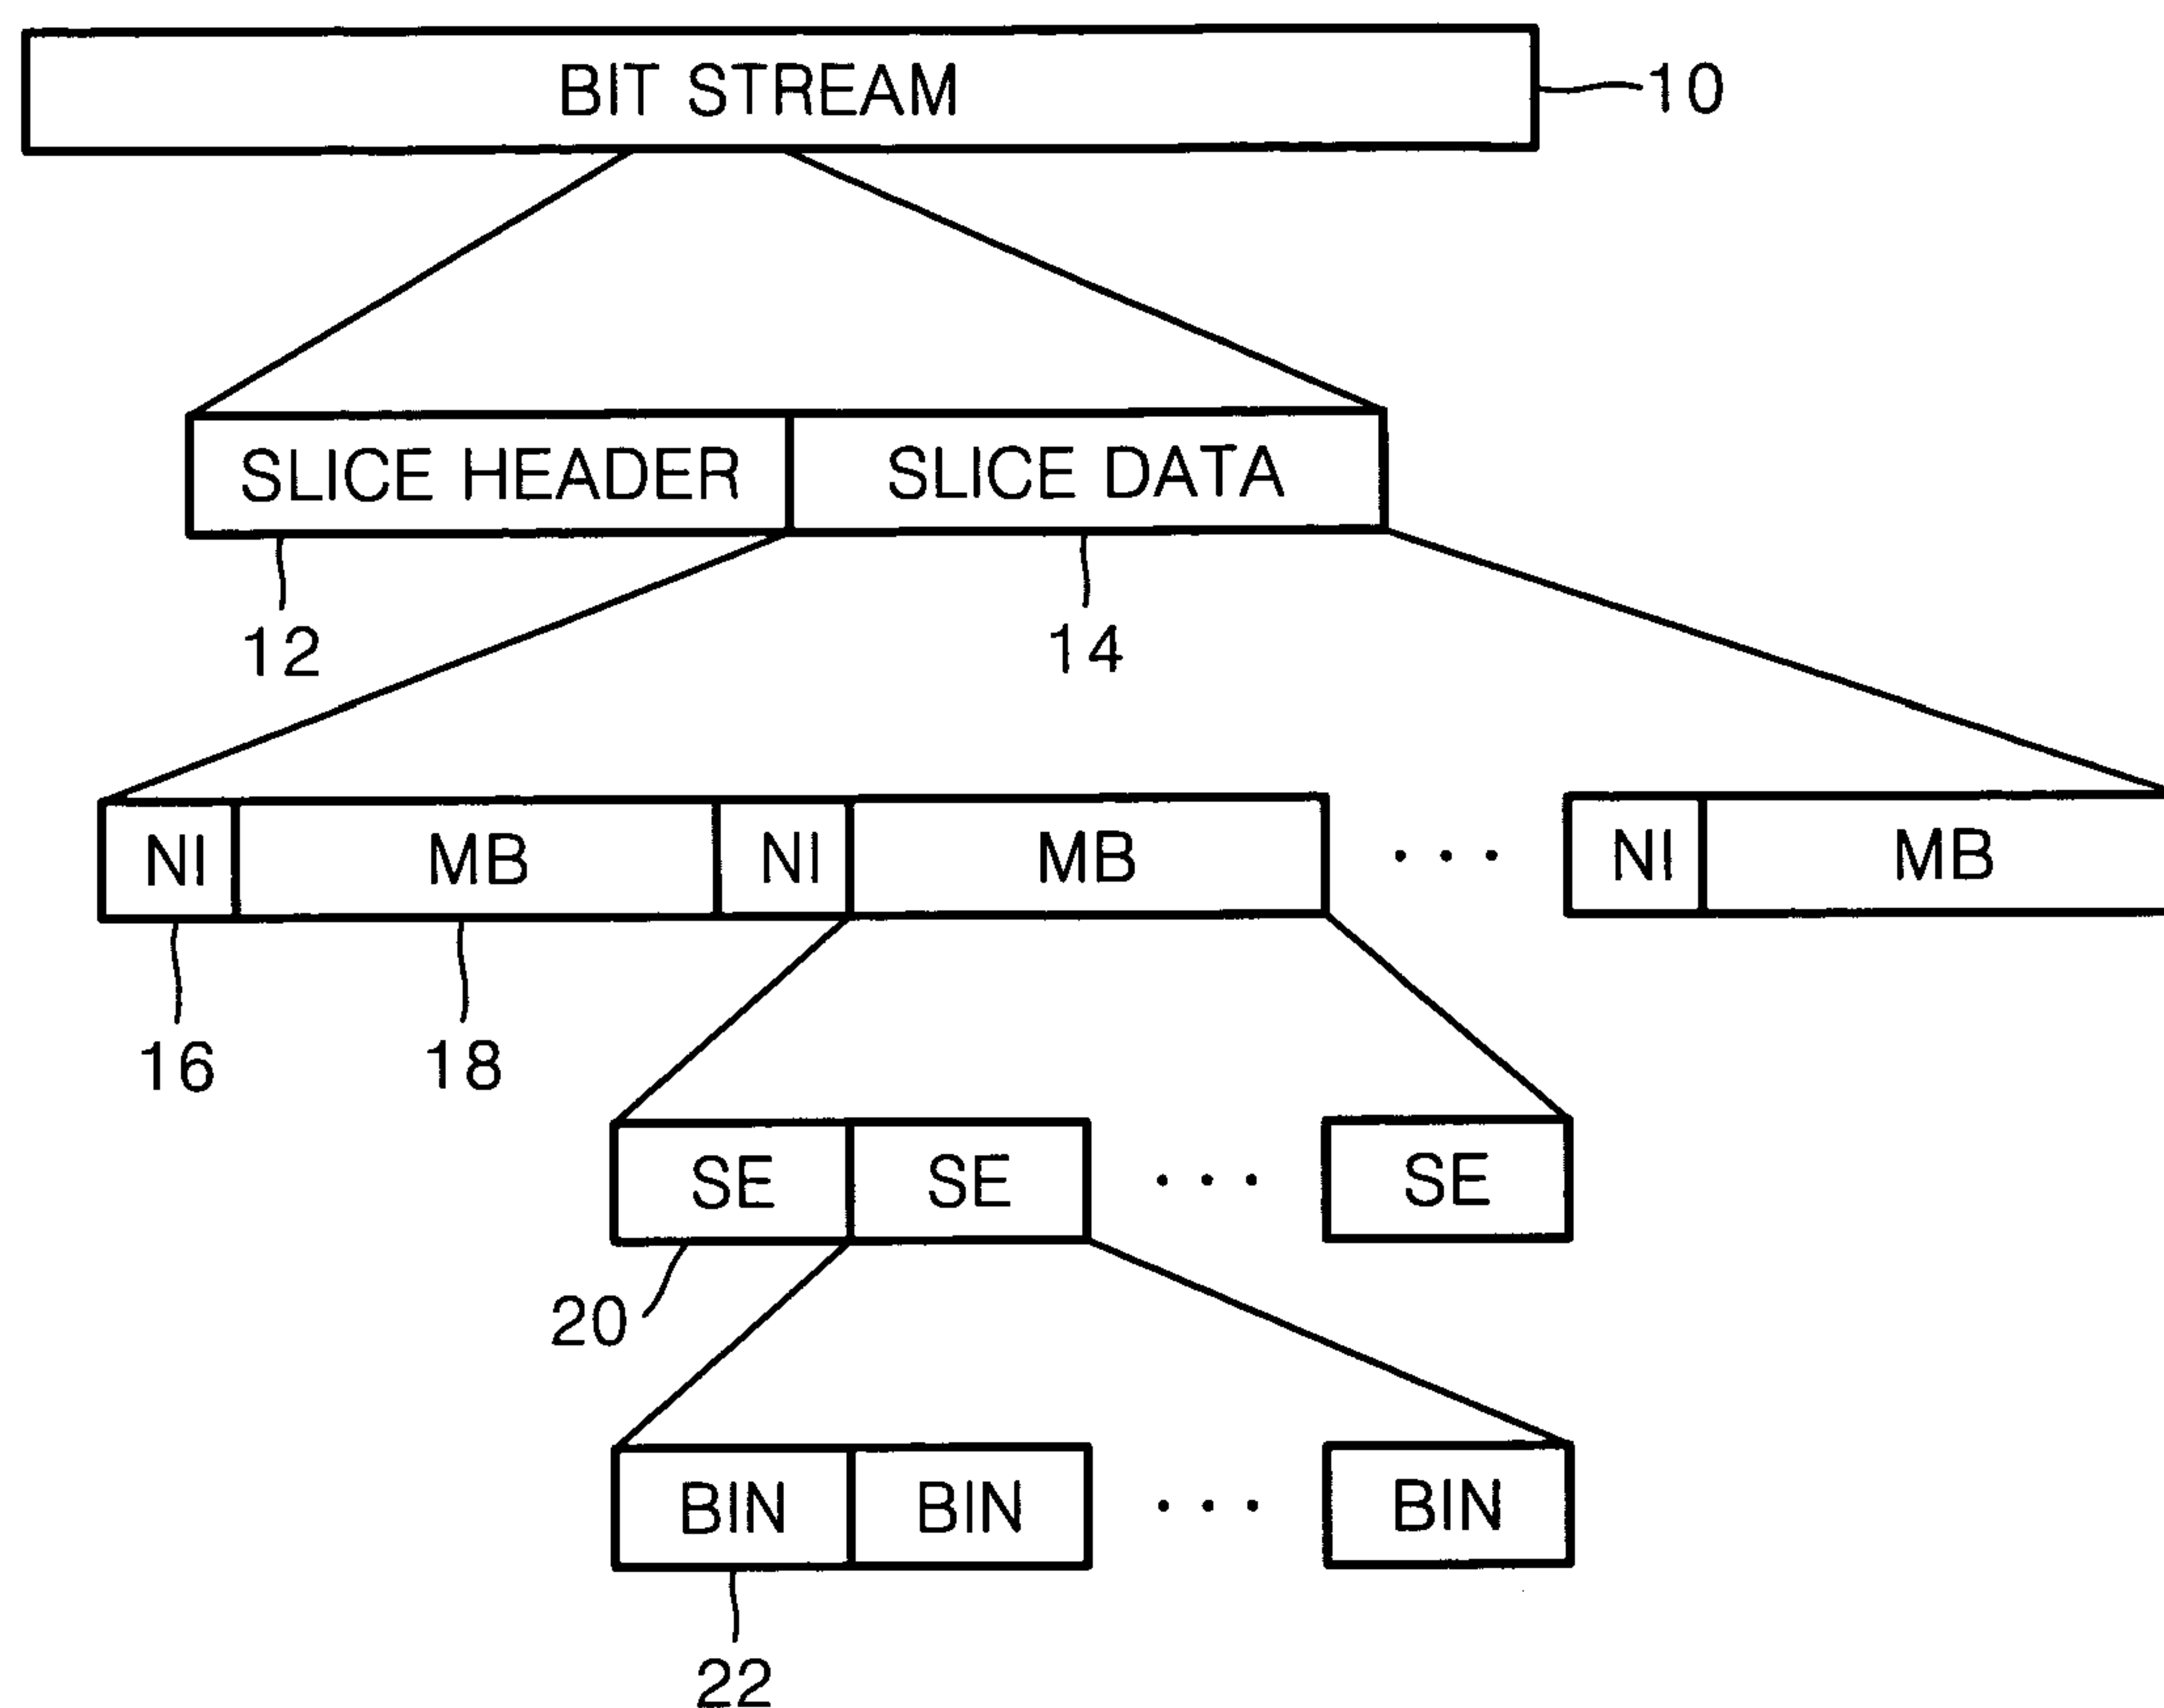 BIT STREAM
10
SLICE HEADER SLICE DATA
12 14
NI MB NI MB ... NI MB
16 18
SE SE ... SE
20
BIN BIN ... BIN
22